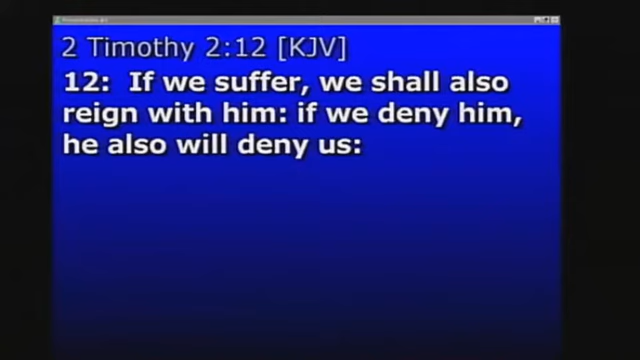 2 Timothy 2:12 [KJV]
12: If we suffer, we shall also
reign with him: if we deny him,
he also will deny us: